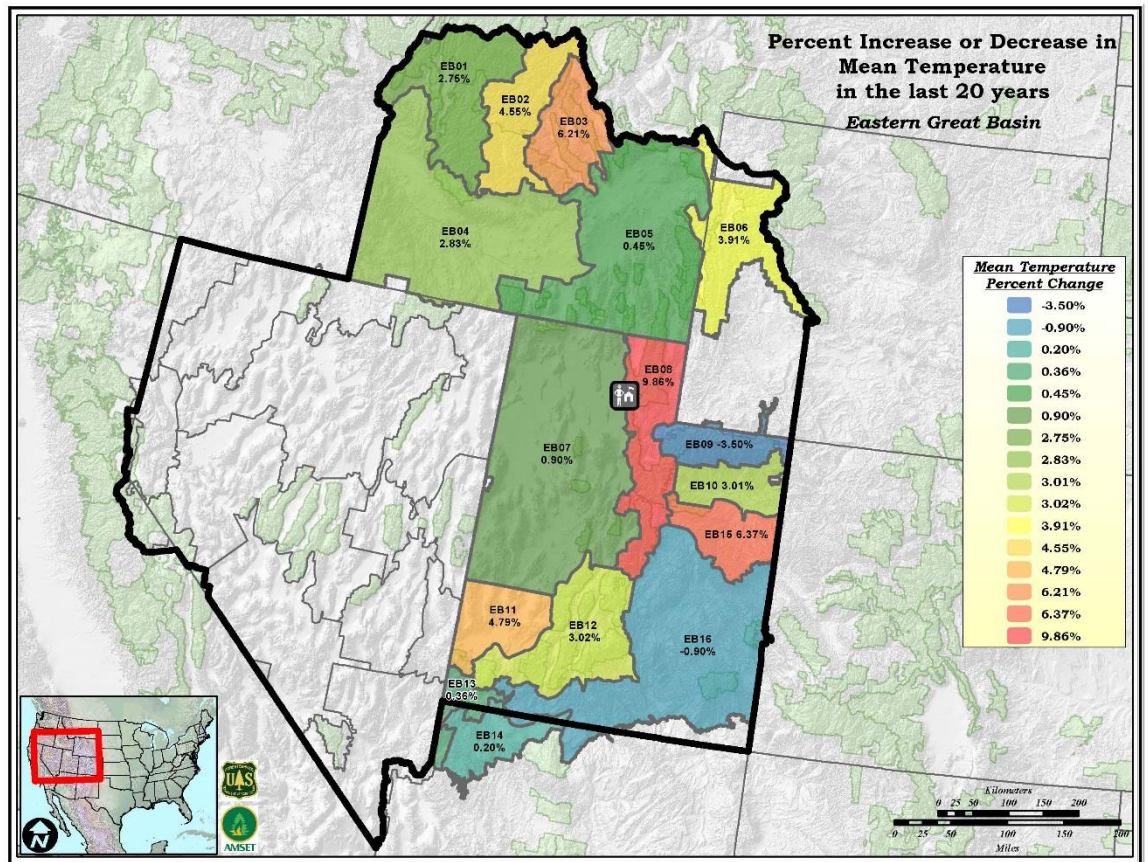 Percent Increase or Decrease in
Mean Temperature
in the last 20 years
Eastern Great Basin
EB01
2.75%
EB02
4.55%
EB03
6.21%
EB04
2.83%
EB05
0.45%
EB06
3.91%
Mean Temperature
Percent Change
-3.50%
-0.90%
0.20%
0.36%
0.45%
0.90%
2.75%
2.83%
3.01%
3.02%
3.91%
4.55%
4.79%
6.21%
6.37%
9.86%
EB08
9.86%
EB07
0.90%
EB09 -3.50%
EB10 3.01%
EB15 6.37%
EB11
4.79%
EB12
3.02%
EB16
-0.90%
EB13
0.36%
EB14
0.20%
N
UAS
AMSET
Kilometers
0 25 50 100 150 200
0 25 50 100 150 200
Miles